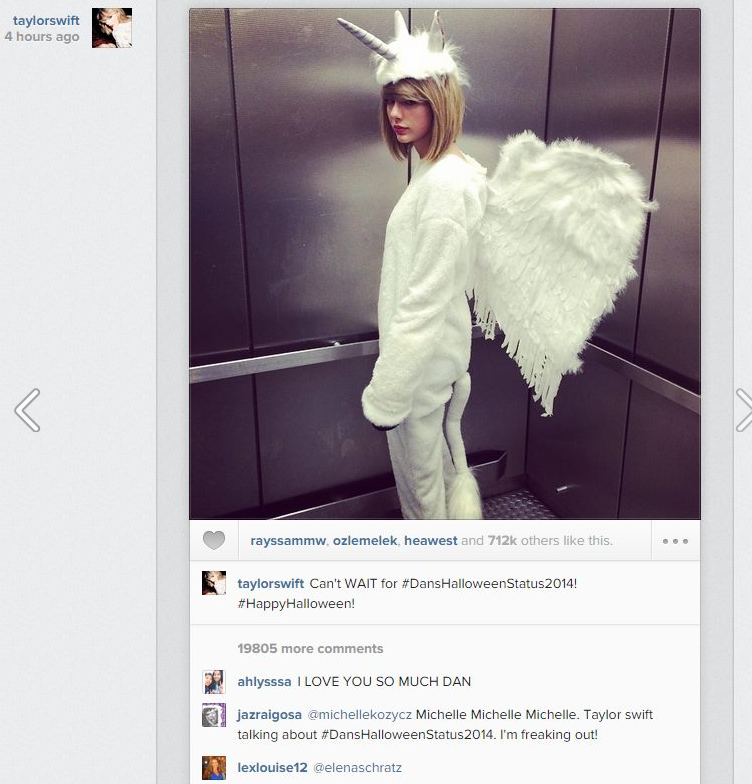 taylorswift
4 hours ago
rayssammw, ozlemelek, heawest and 712k others like this.
taylorswift Can't WAIT for #DansHalloweenStatus2014!
#HappyHalloween!
19805 more comments
ahlysssa I LOVE YOU SO MUCH DAN
jazraigosa @michellekozycz Michelle Michelle Michelle. Taylor swift
talking about #DansHalloweenStatus2014. I'm freaking out!
lexlouise12 @elenaschratz